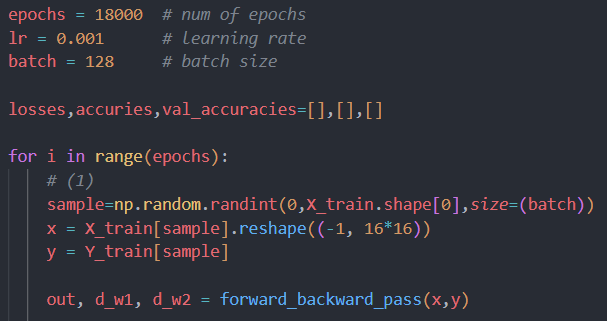 epochs = 18000  # num of epochs
lr = 0.001      # learning rate
batch = 128     # batch size
losses,accuries,val_accuracies=[],[],[]
for i in range(epochs):
    # (1)
    sample=np.random.randint(0,X_train.shape[0],size=(batch))
    x = X_train[sample].reshape((-1, 16*16))
    y = Y_train[sample]
    out, d_w1, d_w2 = forward_backward_pass(x,y)